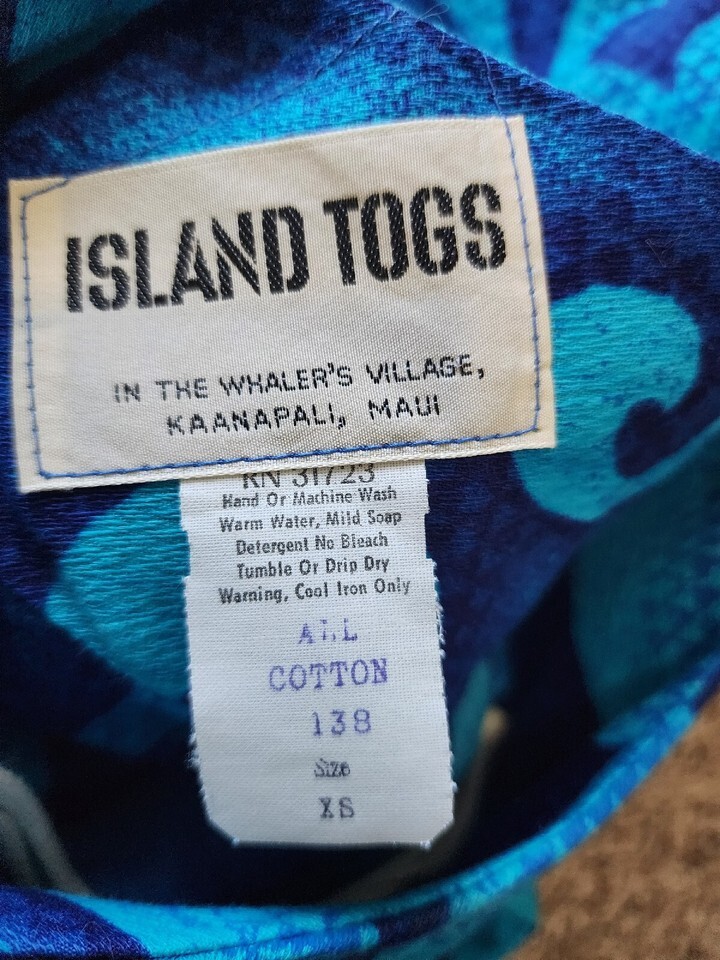 ISLAND TOGS
IN THE WHALER'S VILLAGE,
KAANAPALI, MAUI
RN 31723
Hand Or Machine Wash
Warm Water, Mild Soap
Detergent No Bleach
Tumble Or Drip Dry
Warning, Cool Iron Only
ALL
COTTON
138
Size
XS